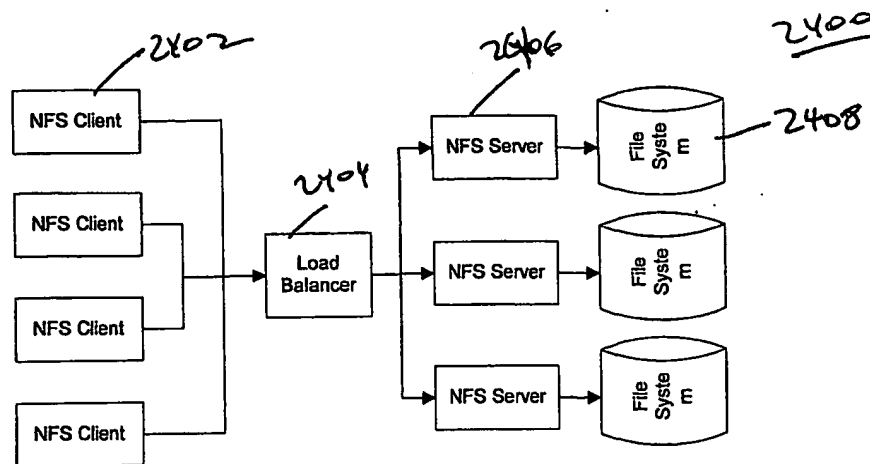 2400
2402
2406
2408
2404
NFS Client
NFS Client
NFS Client
NFS Client
Load
Balancer
NFS Server
NFS Server
NFS Server
File
Syste
m
File
Syste
m
File
Syste
m